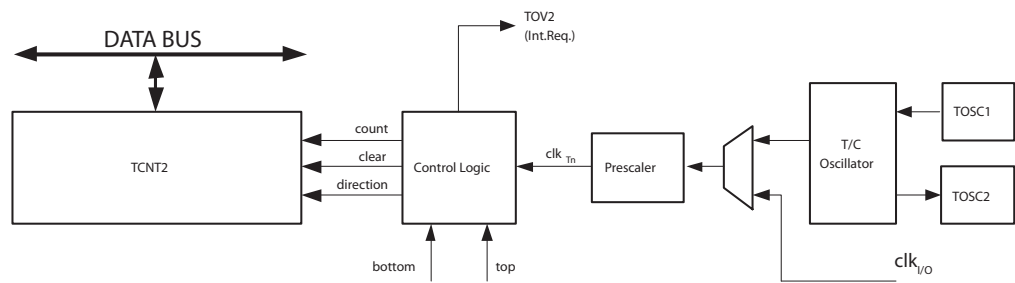 TOV2
(Int.Req.)
DATA BUS
TOSC1
count
T/C
Oscillator
clear
clk Tn
TCNT2
Control Logic
Prescaler
direction
TOSC2
bottom
top
clk I/O